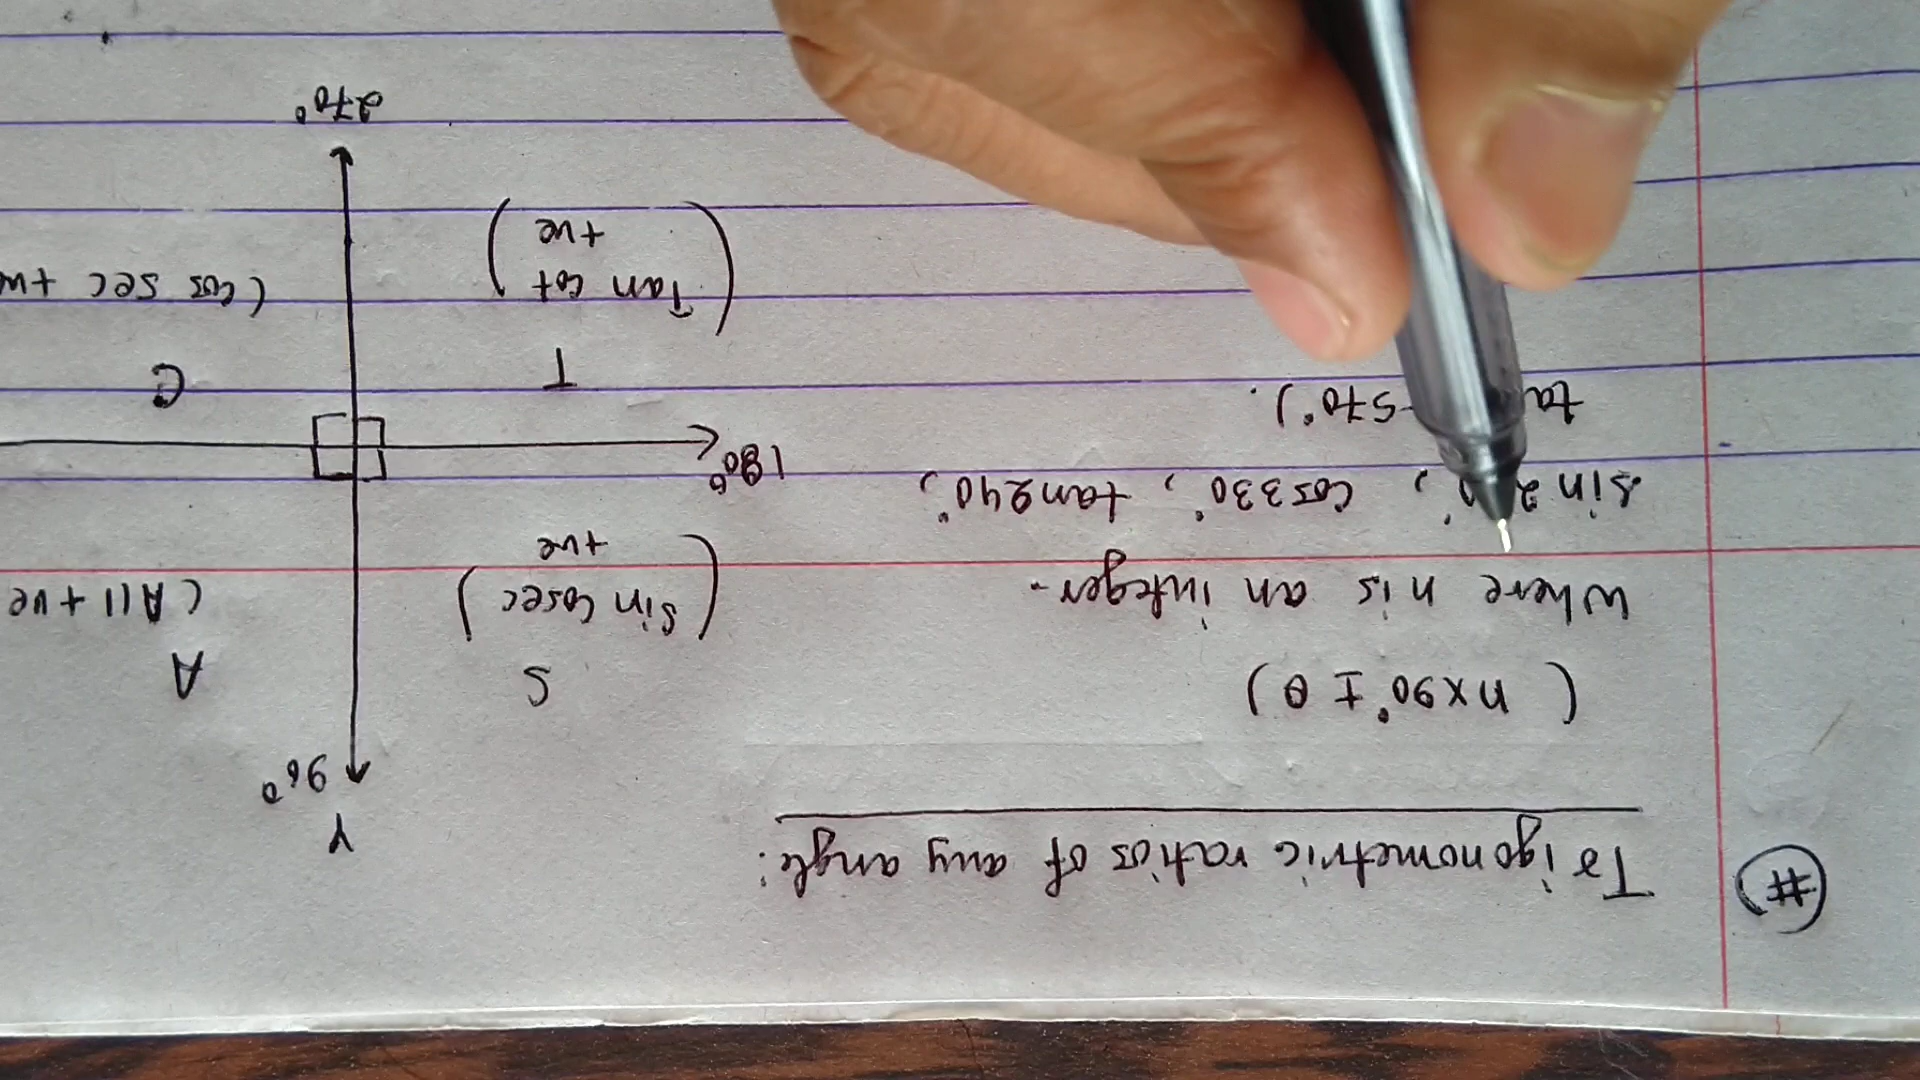 (#) Trigonometric ratios of any angle:
(n×90° ± θ)
Where n is an integer.
cos330°, tan240°,
-570°).
Y
90°
S
A
(Sin Cosec)
+ve
(All +ve
180°
T
C
(Tan Cot)
+ve
(Cos Sec +ve
270°